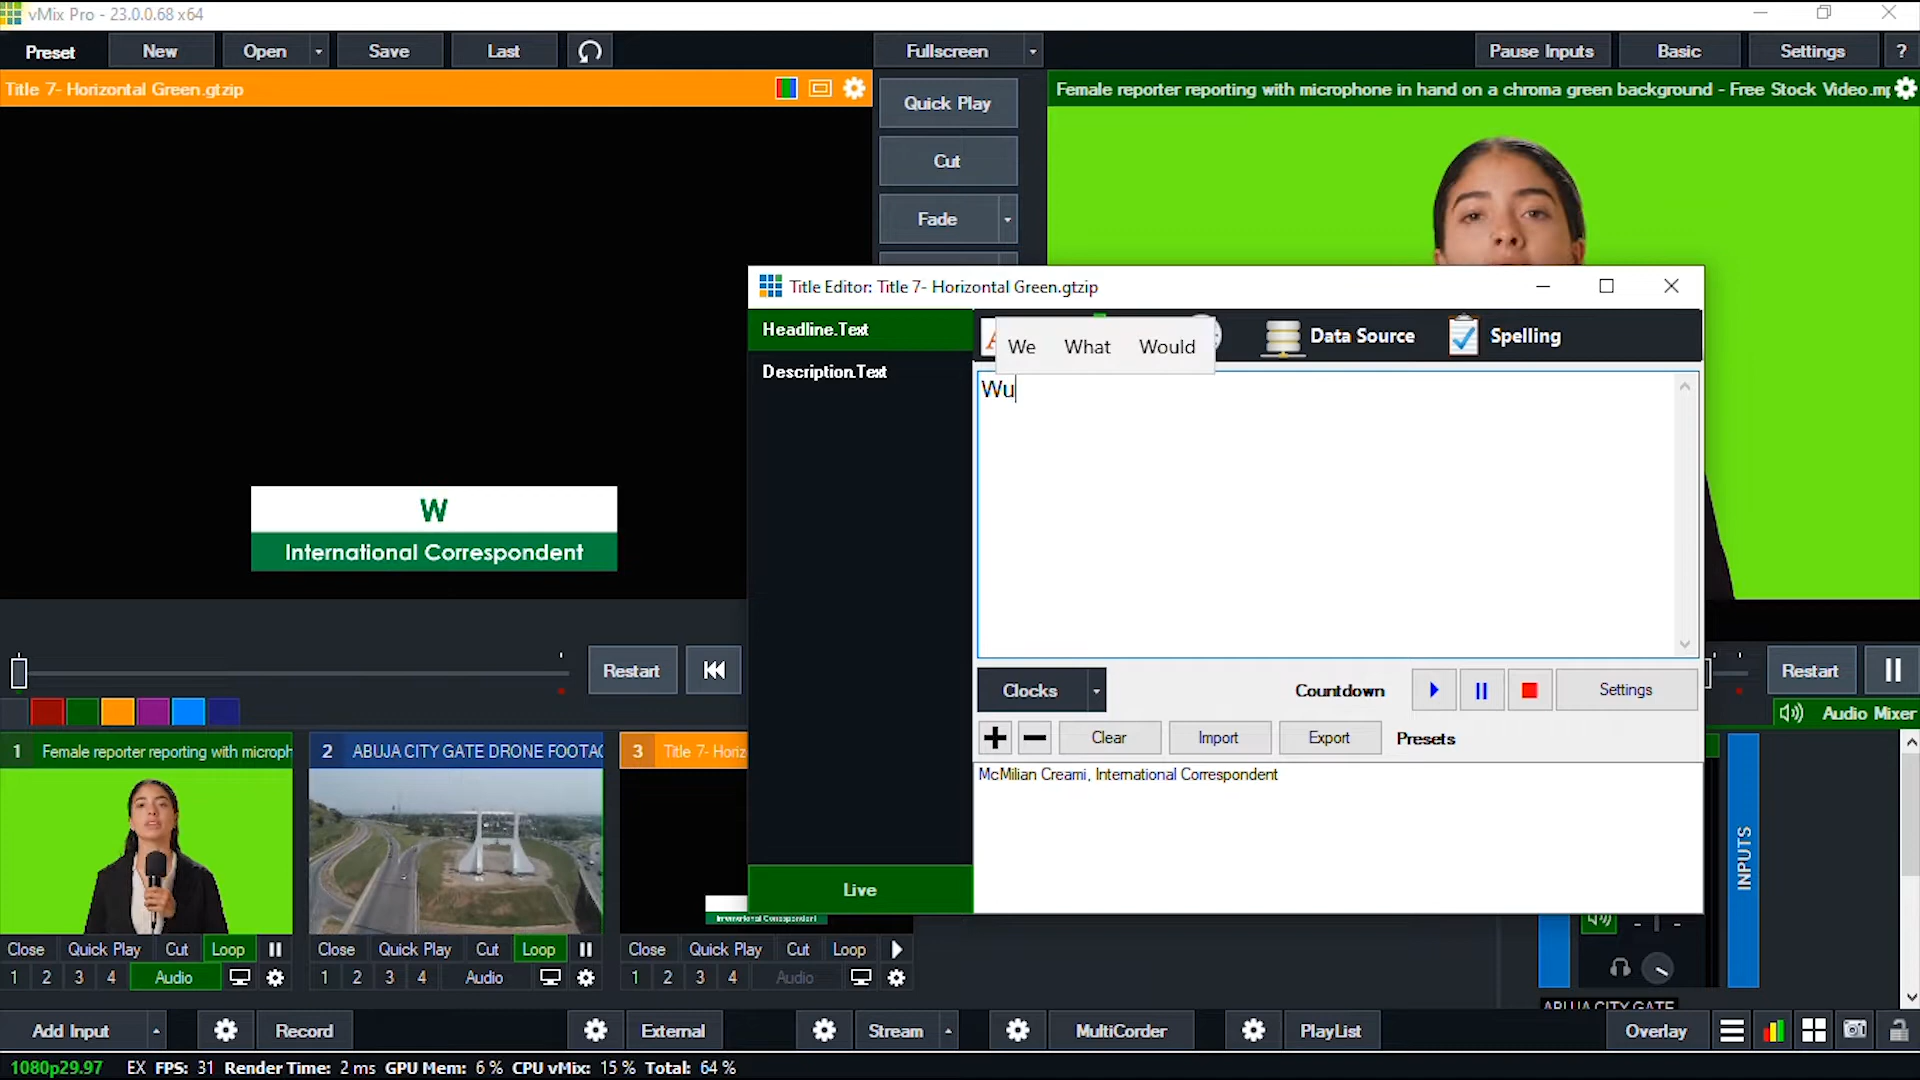 vMix Pro - 23.0.0.68 x64
Preset New Open Save Last Fullscreen Pause Inputs Basic Settings ?
Title 7- Horizontal Green.gtzip
Female reporter reporting with microphone in hand on a chroma green background - Free Stock Video.mp
Quick Play
Cut
Fade
W
International Correspondent
Title Editor: Title 7- Horizontal Green.gtzip
Headline.Text
Description.Text
Data Source
Spelling
We What Would
Wu
Clocks
Countdown
Settings
Clear
Import
Export
Presets
McMilian Creami, International Correspondent
Live
Restart
Restart
Audio Mixer
1 Female reporter reporting with microph
2 ABUJA CITY GATE DRONE FOOTAG
3 Title 7- Horiz
International Correspondent
Close Quick Play Cut Loop
1 2 3 4 Audio
Close Quick Play Cut Loop
1 2 3 4 Audio
Close Quick Play Cut Loop
1 2 3 4 Audio
INPUTS
ABUJA CITY GATE
Add Input Record External Stream MultiCorder PlayList Overlay
1080p29.97 EX FPS: 31 Render Time: 2 ms GPU Mem: 6 % CPU vMix: 15 % Total: 64 %